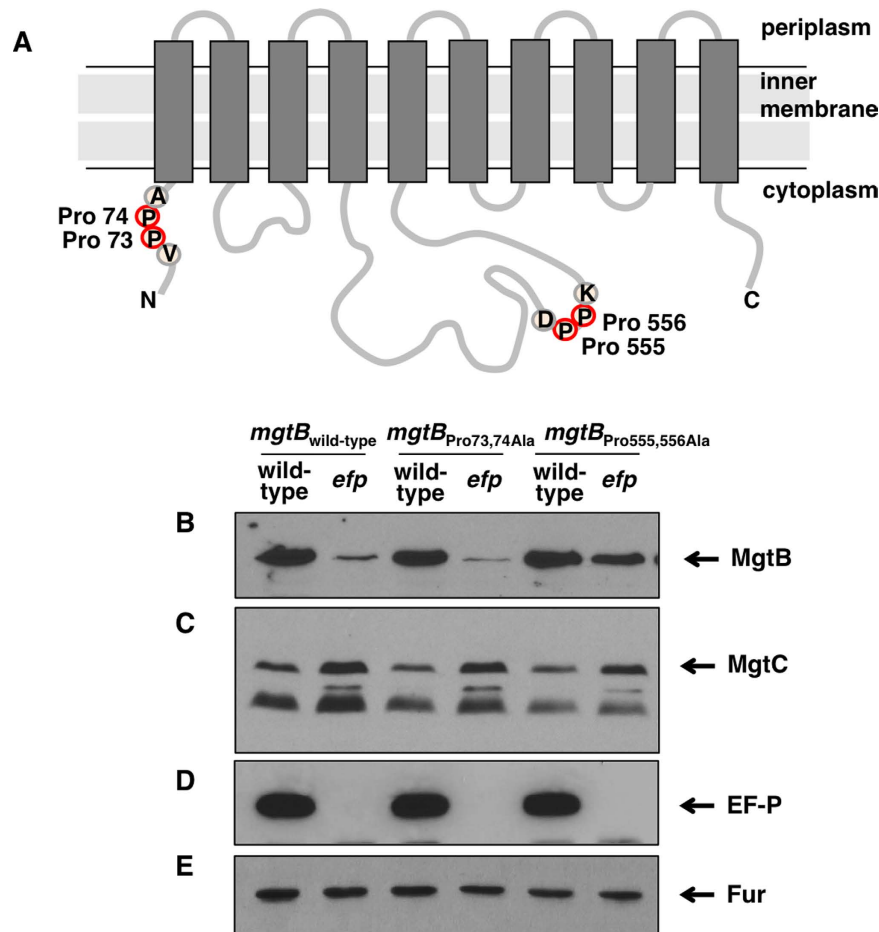 A
periplasm
inner
membrane
cytoplasm
A
Pro 74 P
Pro 73 P
V
N
K
D P Pro 556
P Pro 555
C
mgtBwild-type mgtBPro73,74Ala mgtBPro555,556Ala
wild-type efp wild-type efp wild-type efp
B
MgtB
C
MgtC
D
EF-P
E
Fur